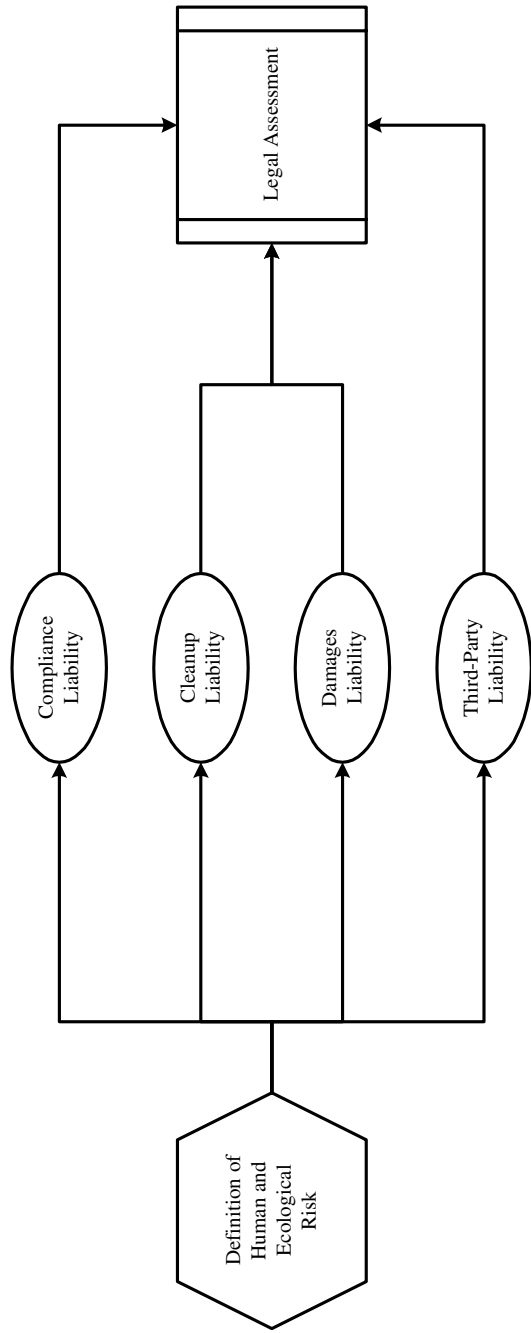 Definition of
Human and
Ecological
Risk
Compliance
Liability
Cleanup
Liability
Damages
Liability
Third-Party
Liability
Legal Assessment